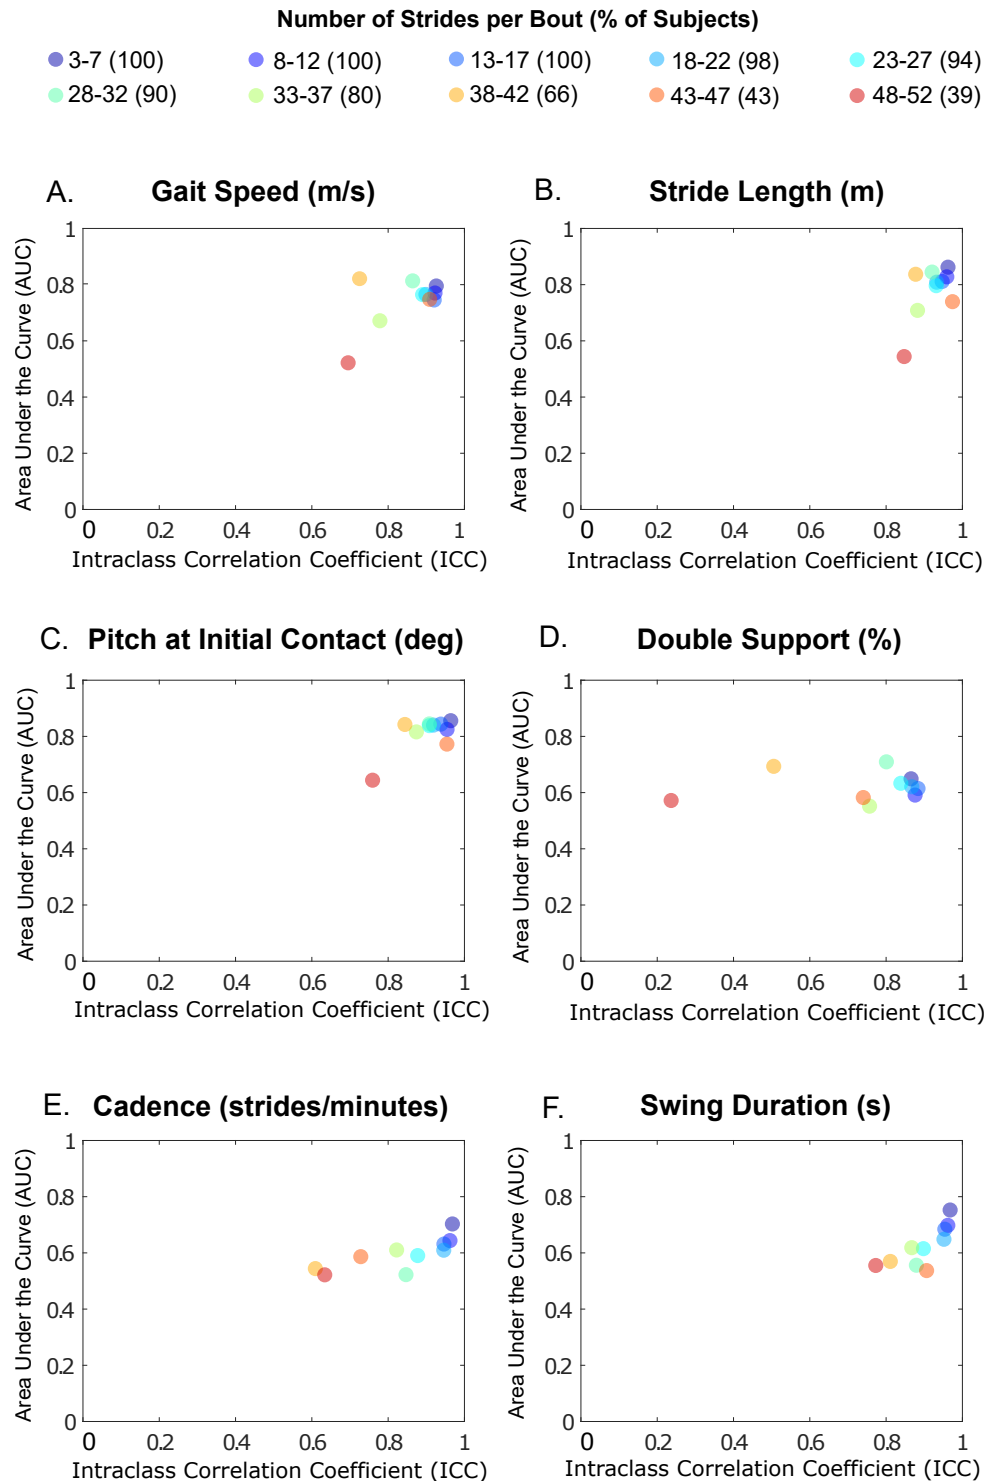 Number of Strides per Bout (% of Subjects)
3-7 (100) 8-12 (100) 13-17 (100) 18-22 (98) 23-27 (94)
28-32 (90) 33-37 (80) 38-42 (66) 43-47 (43) 48-52 (39)
A. Gait Speed (m/s)
Area Under the Curve (AUC)
1
0.8
0.6
0.4
0.2
0
0 0.2 0.4 0.6 0.8 1
Intraclass Correlation Coefficient (ICC)
B. Stride Length (m)
Area Under the Curve (AUC)
1
0.8
0.6
0.4
0.2
0
0 0.2 0.4 0.6 0.8 1
Intraclass Correlation Coefficient (ICC)
C. Pitch at Initial Contact (deg)
Area Under the Curve (AUC)
1
0.8
0.6
0.4
0.2
0
0 0.2 0.4 0.6 0.8 1
Intraclass Correlation Coefficient (ICC)
D. Double Support (%)
Area Under the Curve (AUC)
1
0.8
0.6
0.4
0.2
0
0 0.2 0.4 0.6 0.8 1
Intraclass Correlation Coefficient (ICC)
E. Cadence (strides/minutes)
Area Under the Curve (AUC)
1
0.8
0.6
0.4
0.2
0
0 0.2 0.4 0.6 0.8 1
Intraclass Correlation Coefficient (ICC)
F. Swing Duration (s)
Area Under the Curve (AUC)
1
0.8
0.6
0.4
0.2
0
0 0.2 0.4 0.6 0.8 1
Intraclass Correlation Coefficient (ICC)